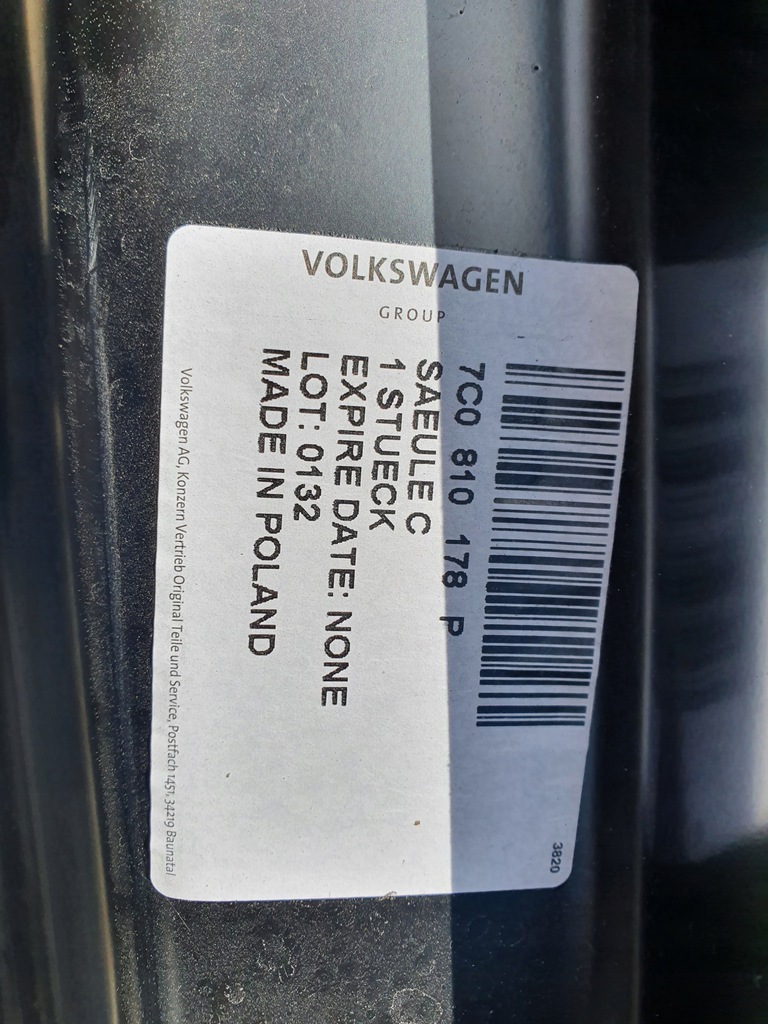 VOLKSWAGEN
GROUP
7C0 810 178 P
SAEULE C
1 STUECK
EXPIRE DATE: NONE
LOT: 0132
MADE IN POLAND
3820
Volkswagen AG, Konzern Vertrieb Original Teile und Service, Postfach 1451, 34219 Baunatal